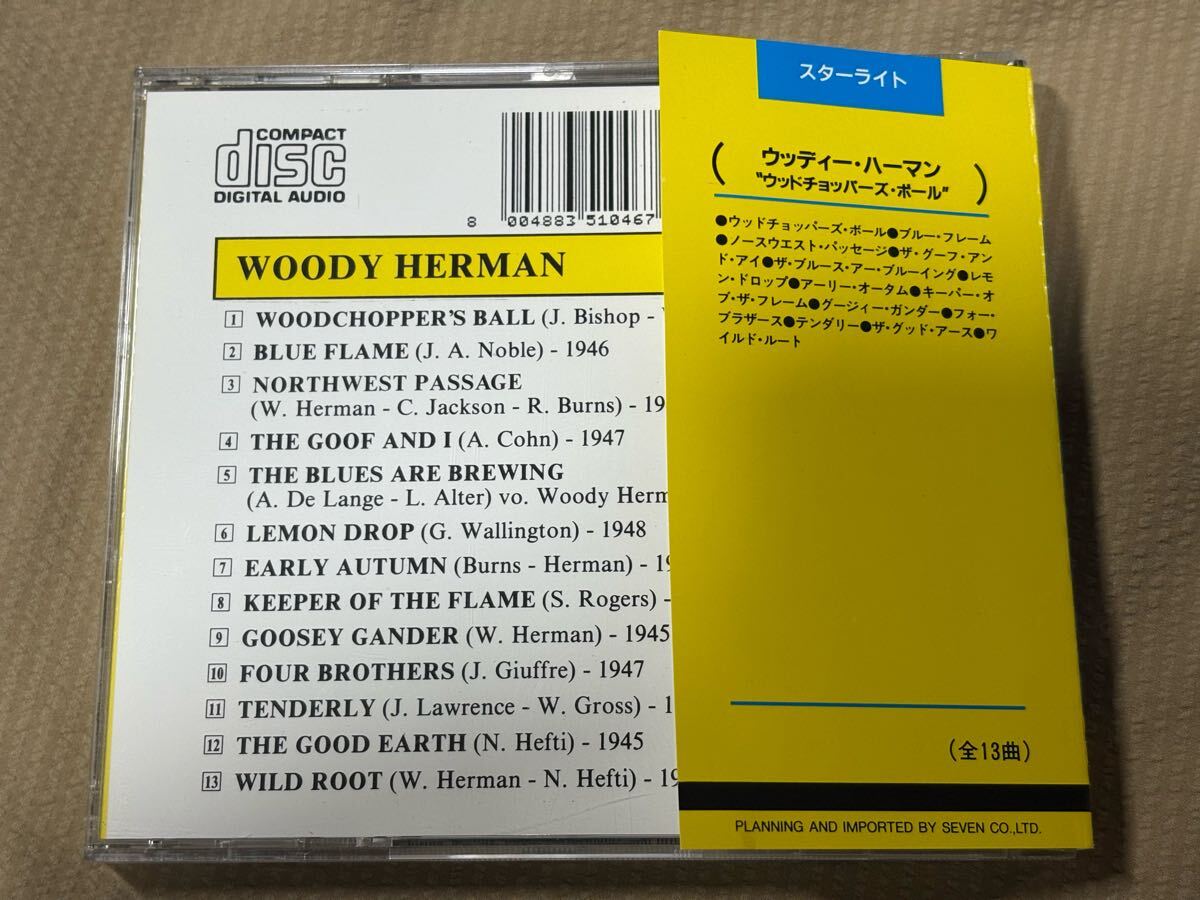 COMPACT
disc
DIGITAL AUDIO
8 004883 510467
WOODY HERMAN
1 WOODCHOPPER'S BALL (J. Bishop -
2 BLUE FLAME (J. A. Noble) - 1946
3 NORTHWEST PASSAGE
(W. Herman - C. Jackson - R. Burns) - 19
4 THE GOOF AND I (A. Cohn) - 1947
5 THE BLUES ARE BREWING
(A. De Lange - L. Alter) vo. Woody Herm
6 LEMON DROP (G. Wallington) - 1948
7 EARLY AUTUMN (Burns - Herman) - 1
8 KEEPER OF THE FLAME (S. Rogers) -
9 GOOSEY GANDER (W. Herman) - 1945
10 FOUR BROTHERS (J. Giuffre) - 1947
11 TENDERLY (J. Lawrence - W. Gross) - 1
12 THE GOOD EARTH (N. Hefti) - 1945
13 WILD ROOT (W. Herman - N. Hefti) - 19
スターライト
(ウッディー・ハーマン
"ウッドチョッパーズ・ボール")
●ウッドチョッパーズ・ボール●ブルー・フレーム
●ノースウエスト・パッセージ●ザ・グーフ・アン
ド・アイ●ザ・ブルース・アー・ブルーイング●レモ
ン・ドロップ●アーリー・オータム●キーパー・オ
ブ・ザ・フレーム●グージィー・ガンダー●フォー・
ブラザース●テンダリー●ザ・グッド・アース●ワ
イルド・ルート
(全13曲)
PLANNING AND IMPORTED BY SEVEN CO.,LTD.